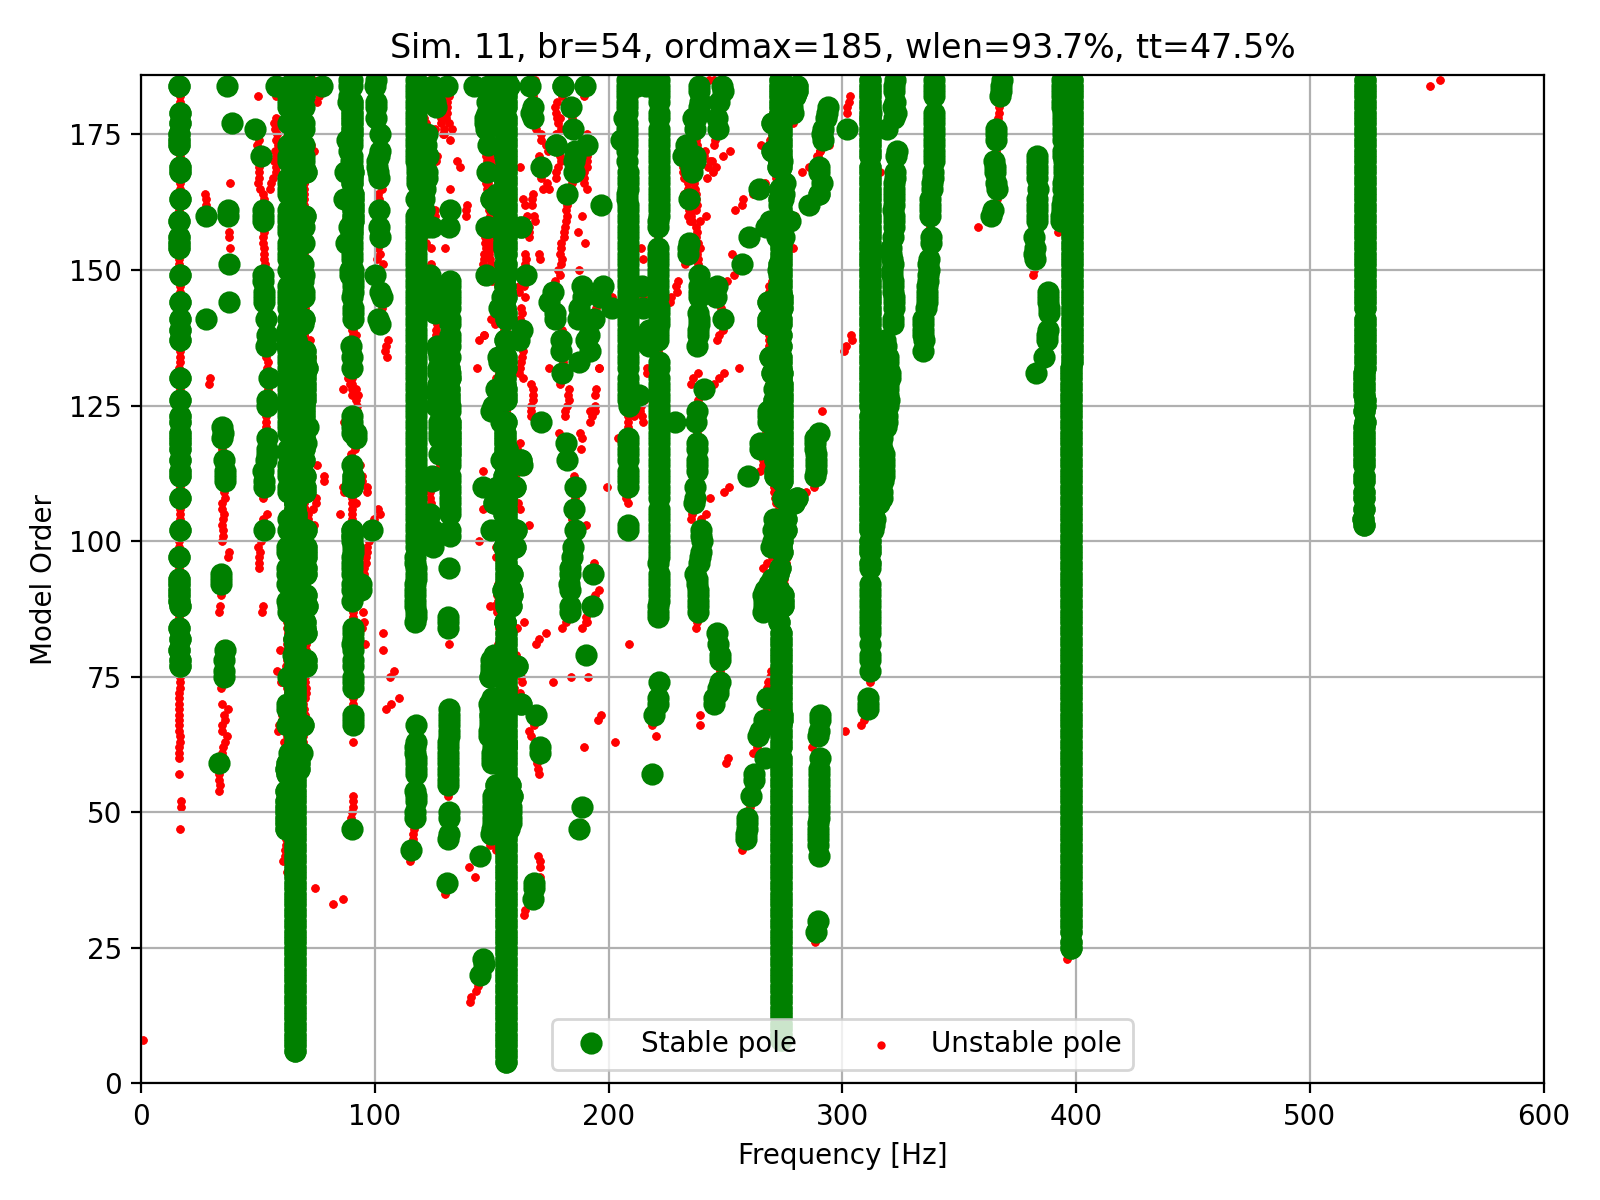 Sim. 11, br=54, ordmax=185, wlen=93.7%, tt=47.5%
175
150
125
100
75
50
25
0
Model Order
Stable pole
Unstable pole
0 100 200 300 400 500 600
Frequency [Hz]